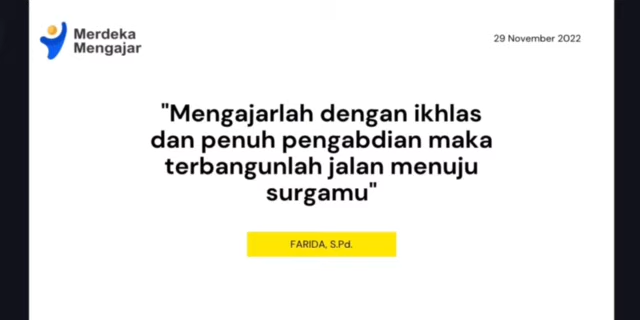 Merdeka
Mengajar
29 November 2022
"Mengajarlah dengan ikhlas
dan penuh pengabdian maka
terbangunlah jalan menuju
surgamu"
FARIDA, S.Pd.